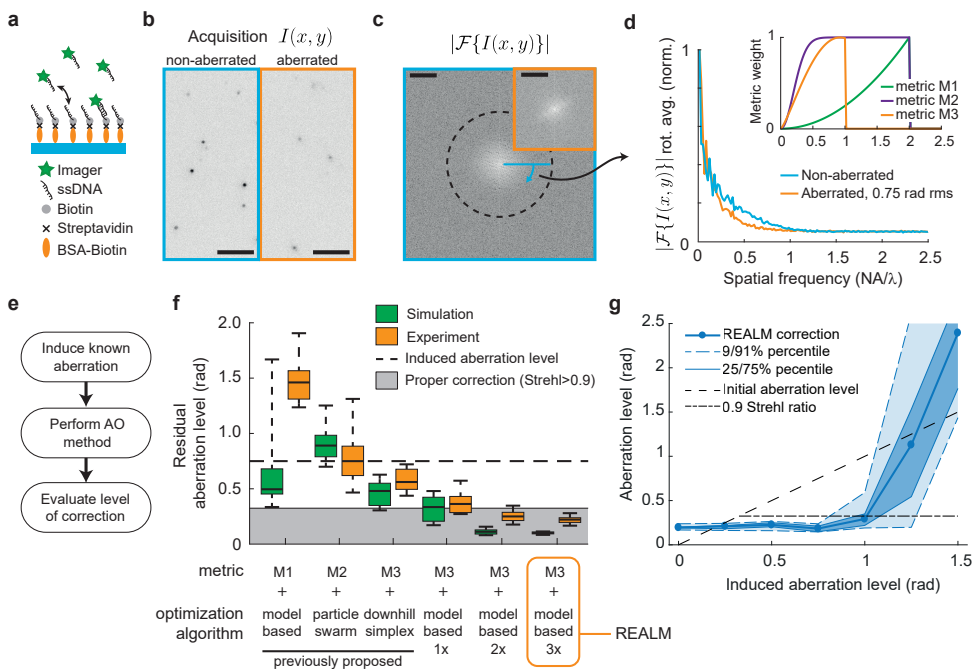 a
Imager
ssDNA
Biotin
Streptavidin
BSA-Biotin
b
Acquisition I(x, y)
non-aberrated aberrated
c
|F{I(x, y)}|
d
|F{I(x, y)}| rot. avg. (norm.)
1
0
0 0.5 1 1.5 2 2.5
Spatial frequency (NA/λ)
Metric weight
1
0
0 0.5 1.0 1.5 2.0 2.5
metric M1
metric M2
metric M3
Non-aberrated
Aberrated, 0.75 rad rms
e
Induce known
aberration
Perform AO
method
Evaluate level
of correction
f
Simulation
Experiment
Induced aberration level
Proper correction (Strehl>0.9)
Residual
aberration level (rad)
2.0
1.5
1.0
0.5
0
metric M1 M2 M3 M3 M3 M3
+ + + + + +
optimization model particle downhill model model model
algorithm based swarm simplex based based based
1x 2x 3x
previously proposed
REALM
g
REALM correction
9/91% percentile
25/75% percentile
Initial aberration level
0.9 Strehl ratio
Aberration level (rad)
2.5
2
1.5
1
0.5
0
0 0.5 1 1.5
Induced aberration level (rad)